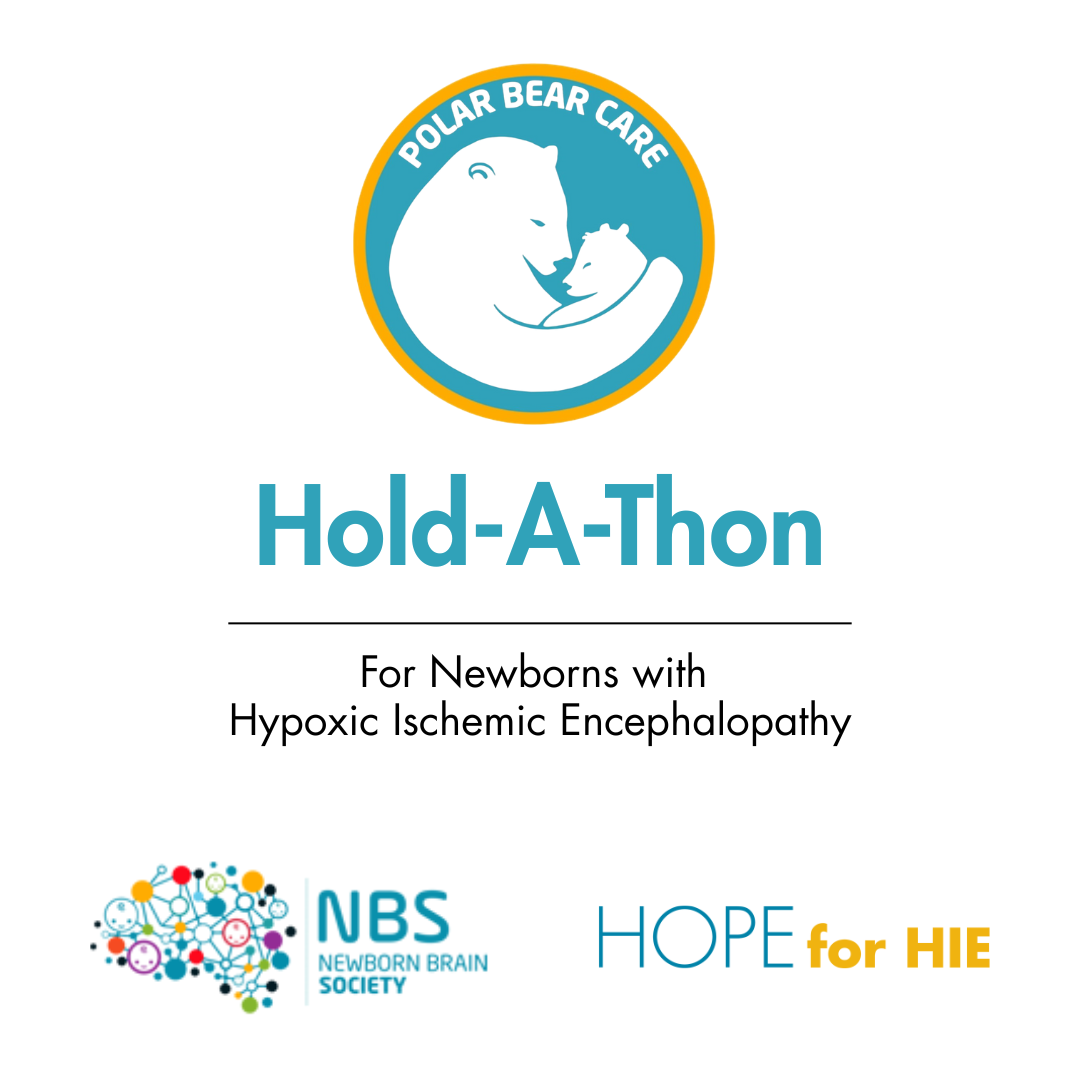 POLAR BEAR CARE
Hold-A-Thon
For Newborns with
Hypoxic Ischemic Encephalopathy
NBS
NEWBORN BRAIN
SOCIETY
HOPE for HIE